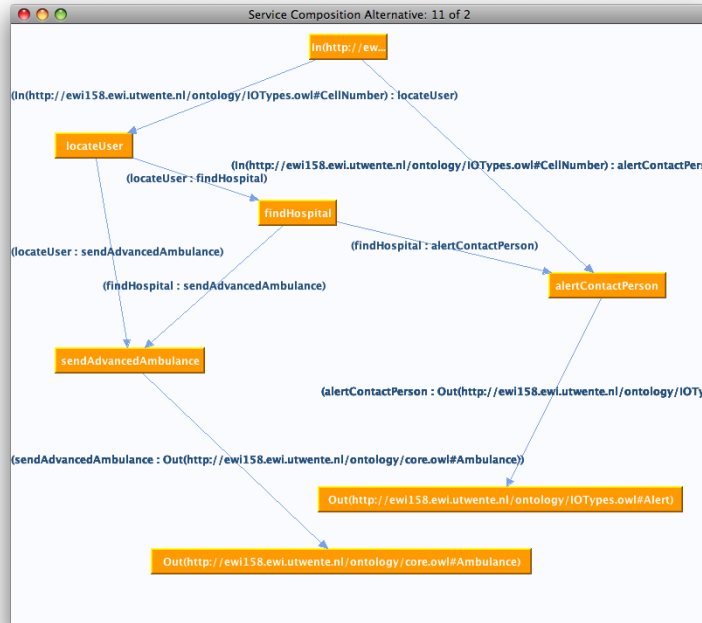 Service Composition Alternative: 11 of 2
In(http://ew...
(In(http://ewi158.ewi.utwente.nl/ontology/IOTypes.owl#CellNumber) : locateUser)
locateUser
(In(http://ewi158.ewi.utwente.nl/ontology/IOTypes.owl#CellNumber) : alertContactPers
(locateUser : findHospital)
findHospital
(locateUser : sendAdvancedAmbulance)
(findHospital : alertContactPerson)
(findHospital : sendAdvancedAmbulance)
alertContactPerson
sendAdvancedAmbulance
(alertContactPerson : Out(http://ewi158.ewi.utwente.nl/ontology/IOTy
(sendAdvancedAmbulance : Out(http://ewi158.ewi.utwente.nl/ontology/core.owl#Ambulance))
Out(http://ewi158.ewi.utwente.nl/ontology/IOTypes.owl#Alert)
Out(http://ewi158.ewi.utwente.nl/ontology/core.owl#Ambulance)